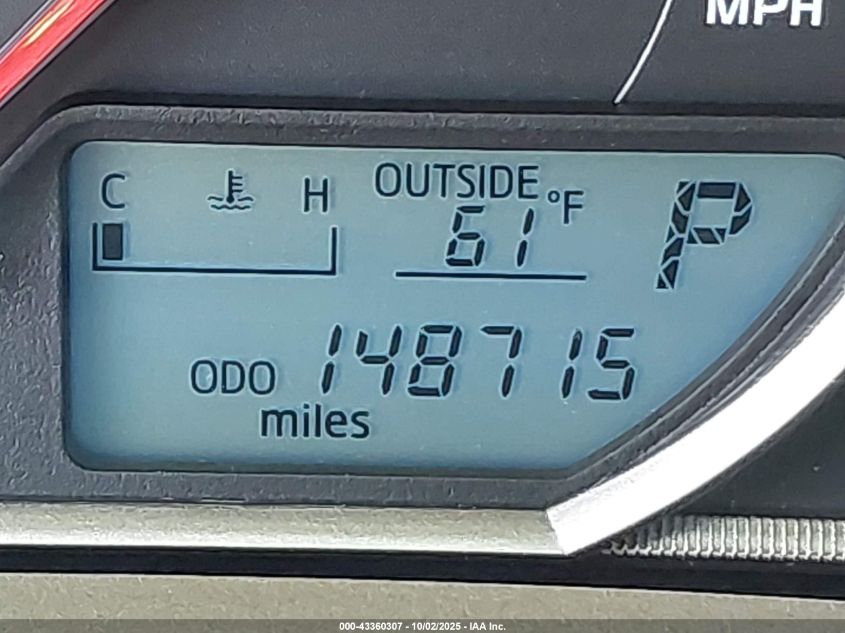 MPH
C H OUTSIDE °F
61 P
ODO 148715
miles
000-43360307 - 10/02/2025 - IAA Inc.